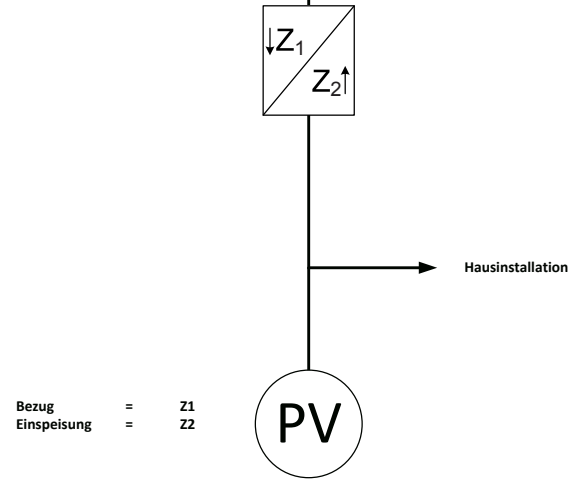 ↓Z₁
Z₂↑
Hausinstallation
Bezug = Z1
Einspeisung = Z2
PV